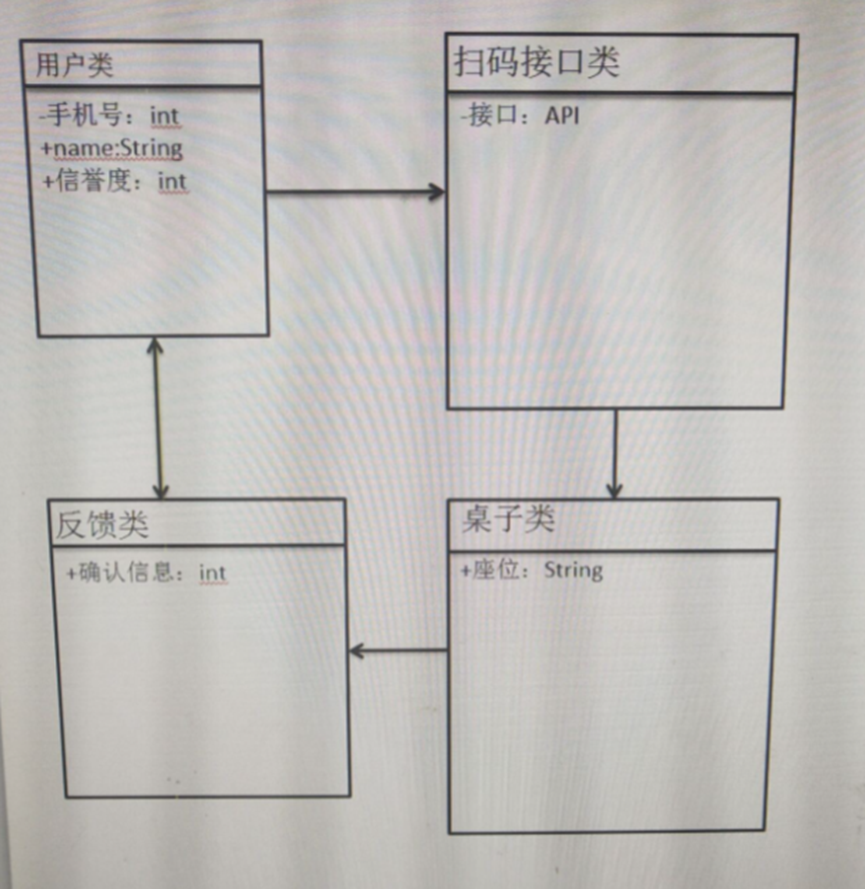 用户类
-手机号：int
+name:String
+信誉度：int
扫码接口类
-接口：API
反馈类
+确认信息：int
桌子类
+座位：String